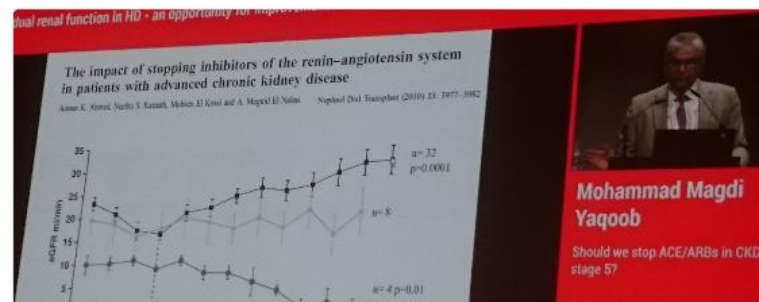 dual renal function in HD - an opportunity for improvement
The impact of stopping inhibitors of the renin–angiotensin system
in patients with advanced chronic kidney disease
Ahmed K. Ahmed, Nephrol Dial Transplant (2010) 25: 3977–3982
35
30
25
20
15
10
5
eGFR ml/min
n= 32
p=0.0001
n= 8
n= 4 p=0.01
Mohammad Magdi
Yaqoob
Should we stop ACE/ARBs in CKD
stage 5?